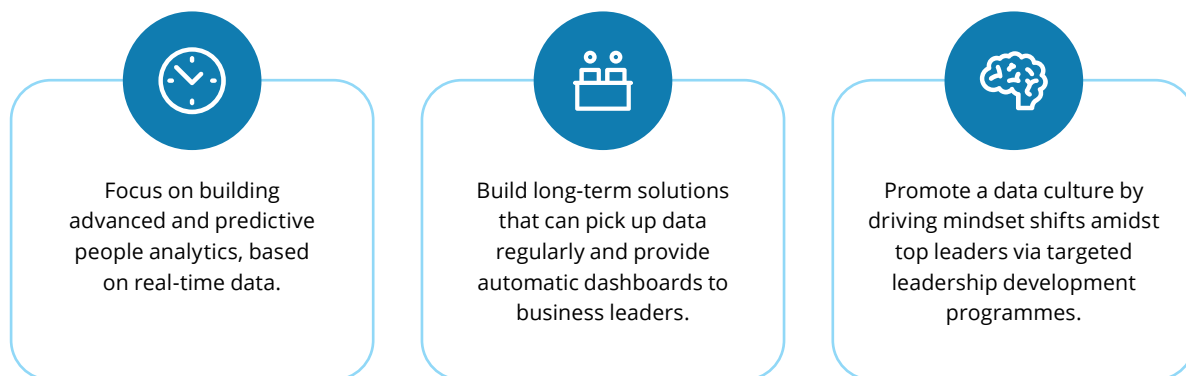 Focus on building
advanced and predictive
people analytics, based
on real-time data.
Build long-term solutions
that can pick up data
regularly and provide
automatic dashboards to
business leaders.
Promote a data culture by
driving mindset shifts amidst
top leaders via targeted
leadership development
programmes.